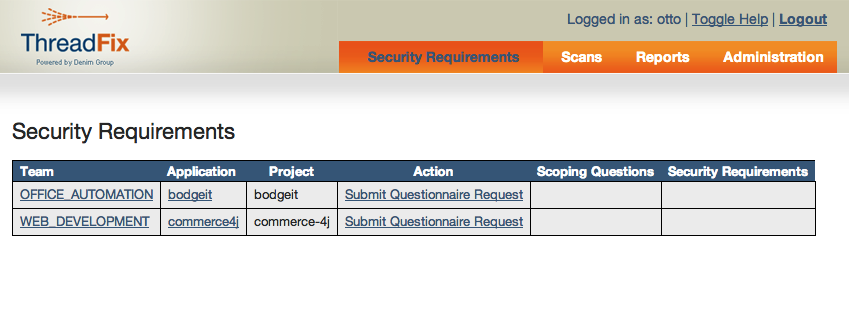 Logged in as: otto | Toggle Help | Logout
ThreadFix
Powered by Denim Group
Security Requirements Scans Reports Administration
Security Requirements
Team Application Project Action Scoping Questions Security Requirements
OFFICE_AUTOMATION bodgeit bodgeit Submit Questionnaire Request
WEB_DEVELOPMENT commerce4j commerce-4j Submit Questionnaire Request